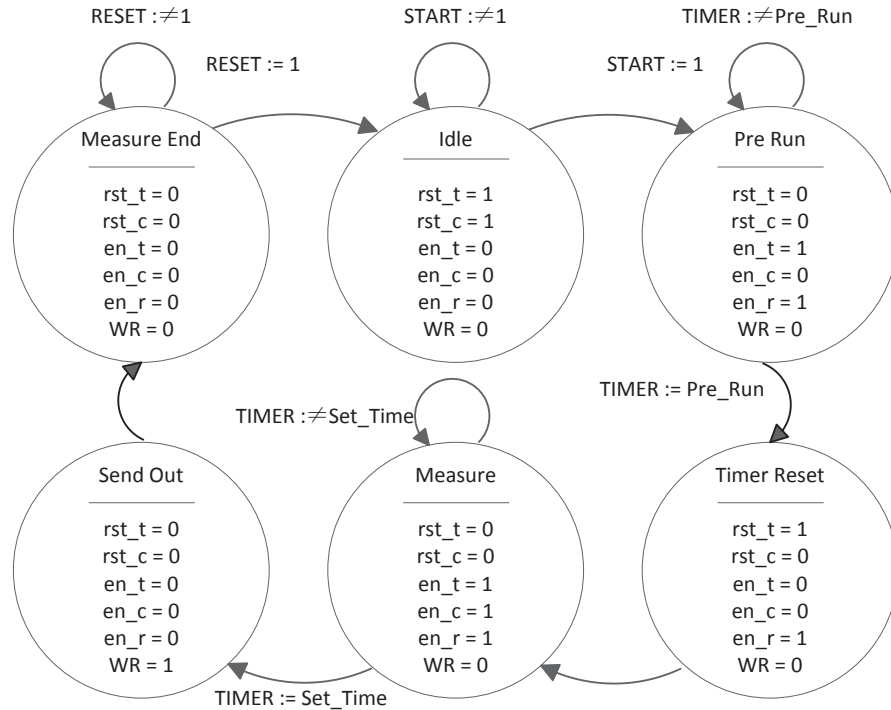 RESET :≠1
START :≠1
TIMER :≠Pre_Run
RESET := 1
START := 1
Measure End
rst_t = 0
rst_c = 0
en_t = 0
en_c = 0
en_r = 0
WR = 0
Idle
rst_t = 1
rst_c = 1
en_t = 0
en_c = 0
en_r = 0
WR = 0
Pre Run
rst_t = 0
rst_c = 0
en_t = 1
en_c = 0
en_r = 1
WR = 0
TIMER := Pre_Run
TIMER :≠Set_Time
Send Out
rst_t = 0
rst_c = 0
en_t = 0
en_c = 0
en_r = 0
WR = 1
Measure
rst_t = 0
rst_c = 0
en_t = 1
en_c = 1
en_r = 1
WR = 0
Timer Reset
rst_t = 1
rst_c = 0
en_t = 0
en_c = 0
en_r = 1
WR = 0
TIMER := Set_Time